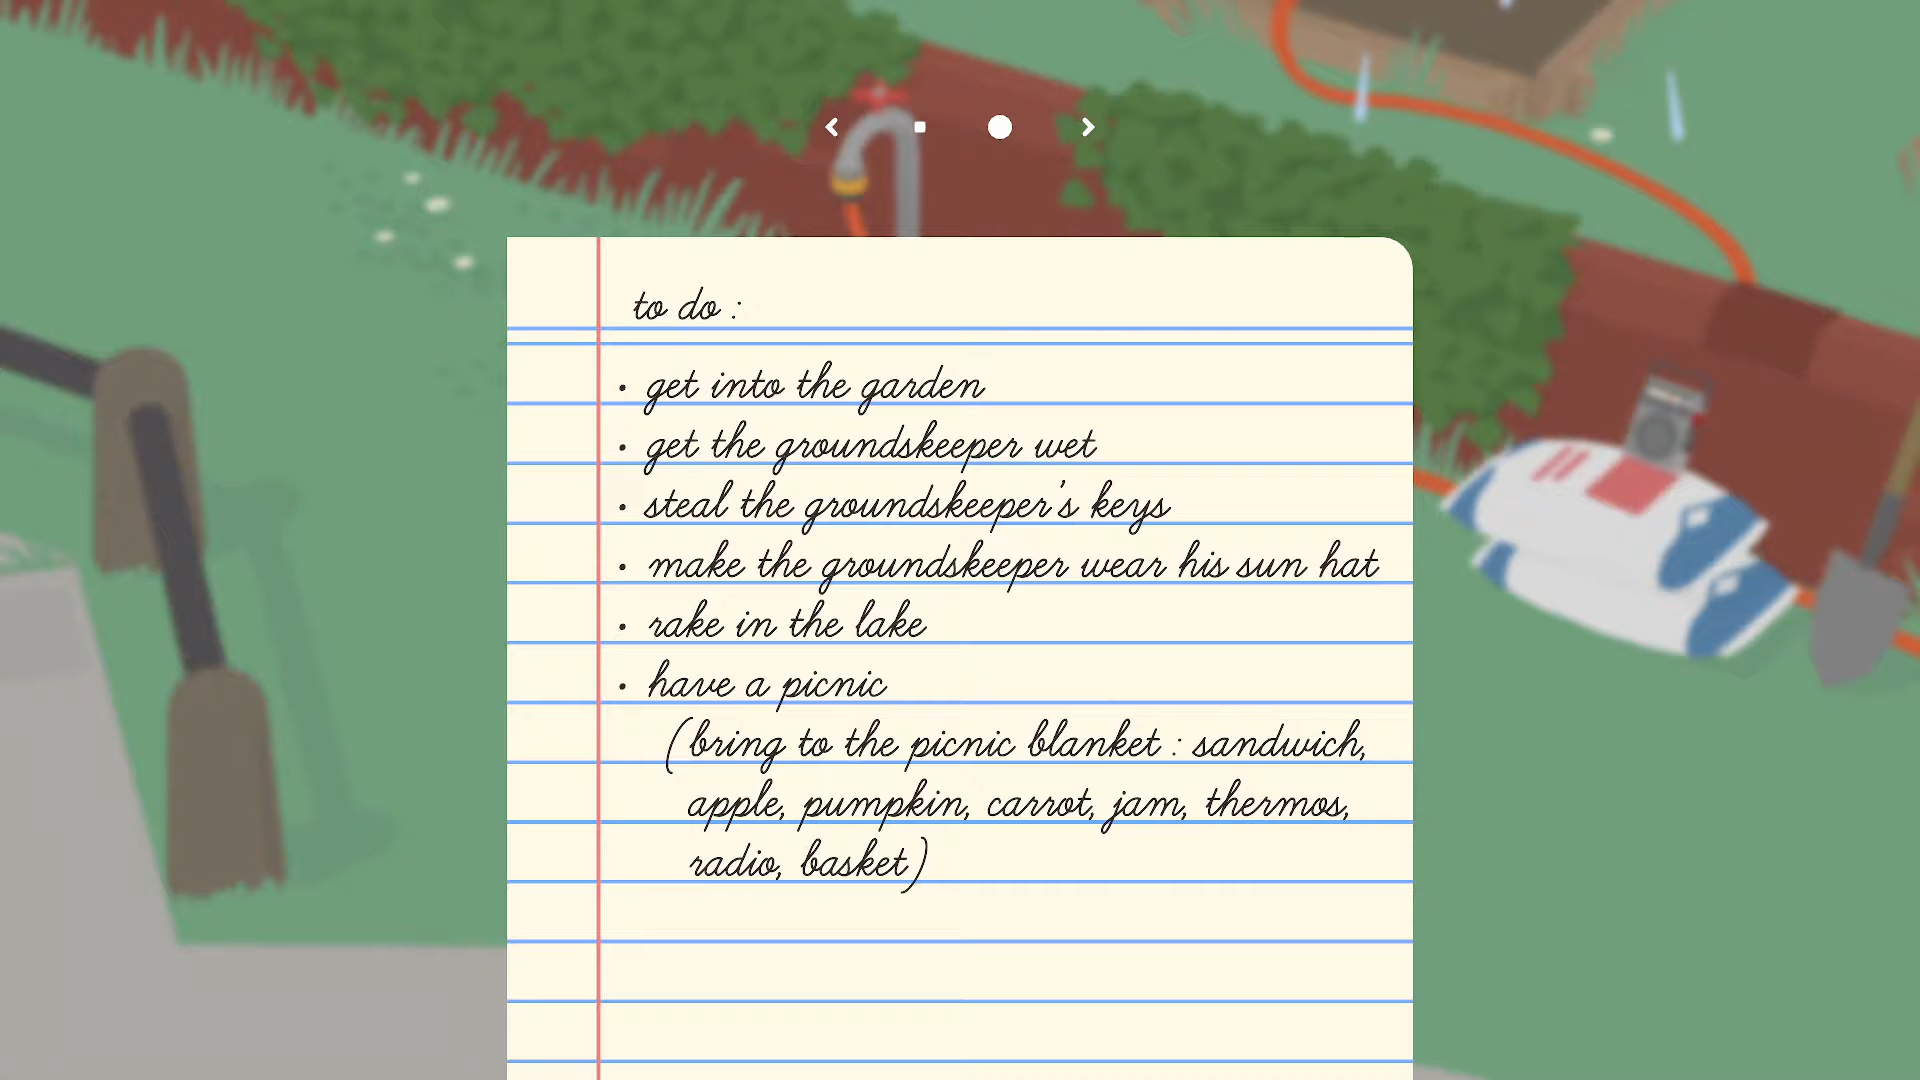 to do :
• get into the garden
• get the groundskeeper wet
• steal the groundskeeper's keys
• make the groundskeeper wear his sun hat
• rake in the lake
• have a picnic
(bring to the picnic blanket : sandwich,
apple, pumpkin, carrot, jam, thermos,
radio, basket)